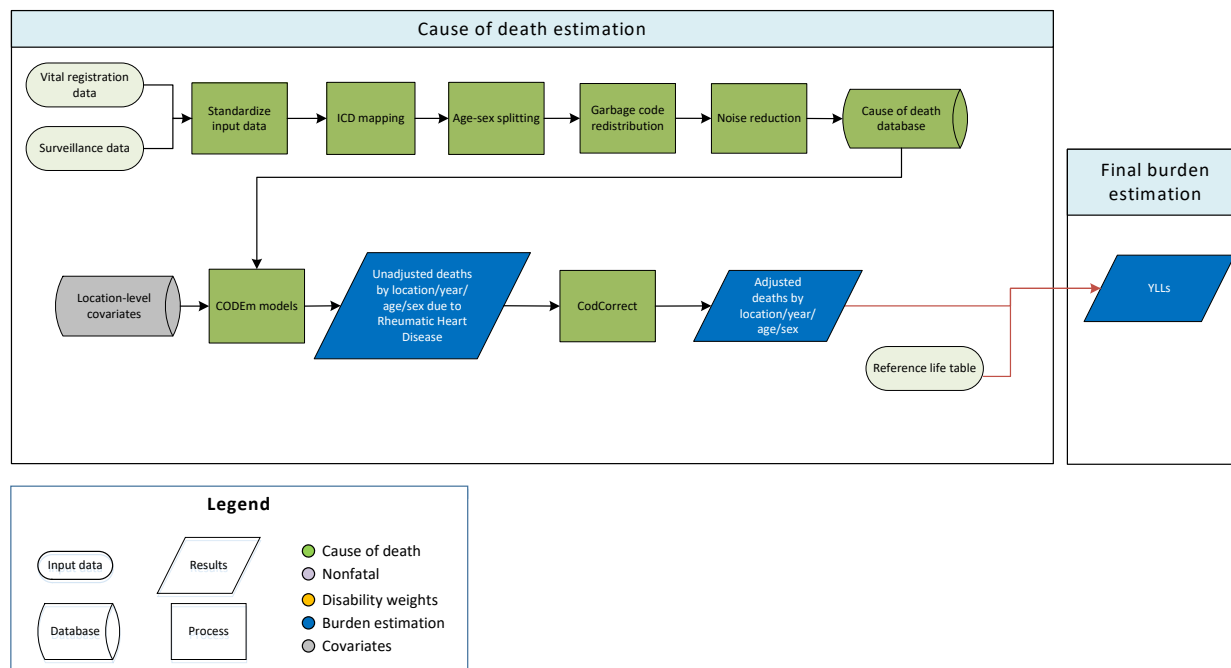 Cause of death estimation
Vital registration
data
Surveillance data
Standardize
input data
ICD mapping
Age-sex splitting
Garbage code
redistribution
Noise reduction
Cause of death
database
Final burden
estimation
Location-level
covariates
CODEm models
Unadjusted deaths
by location/year/
age/sex due to
Rheumatic Heart
Disease
CodCorrect
Adjusted
deaths by
location/year/
age/sex
Reference life table
YLLs
Legend
Input data
Results
Database
Process
Cause of death
Nonfatal
Disability weights
Burden estimation
Covariates